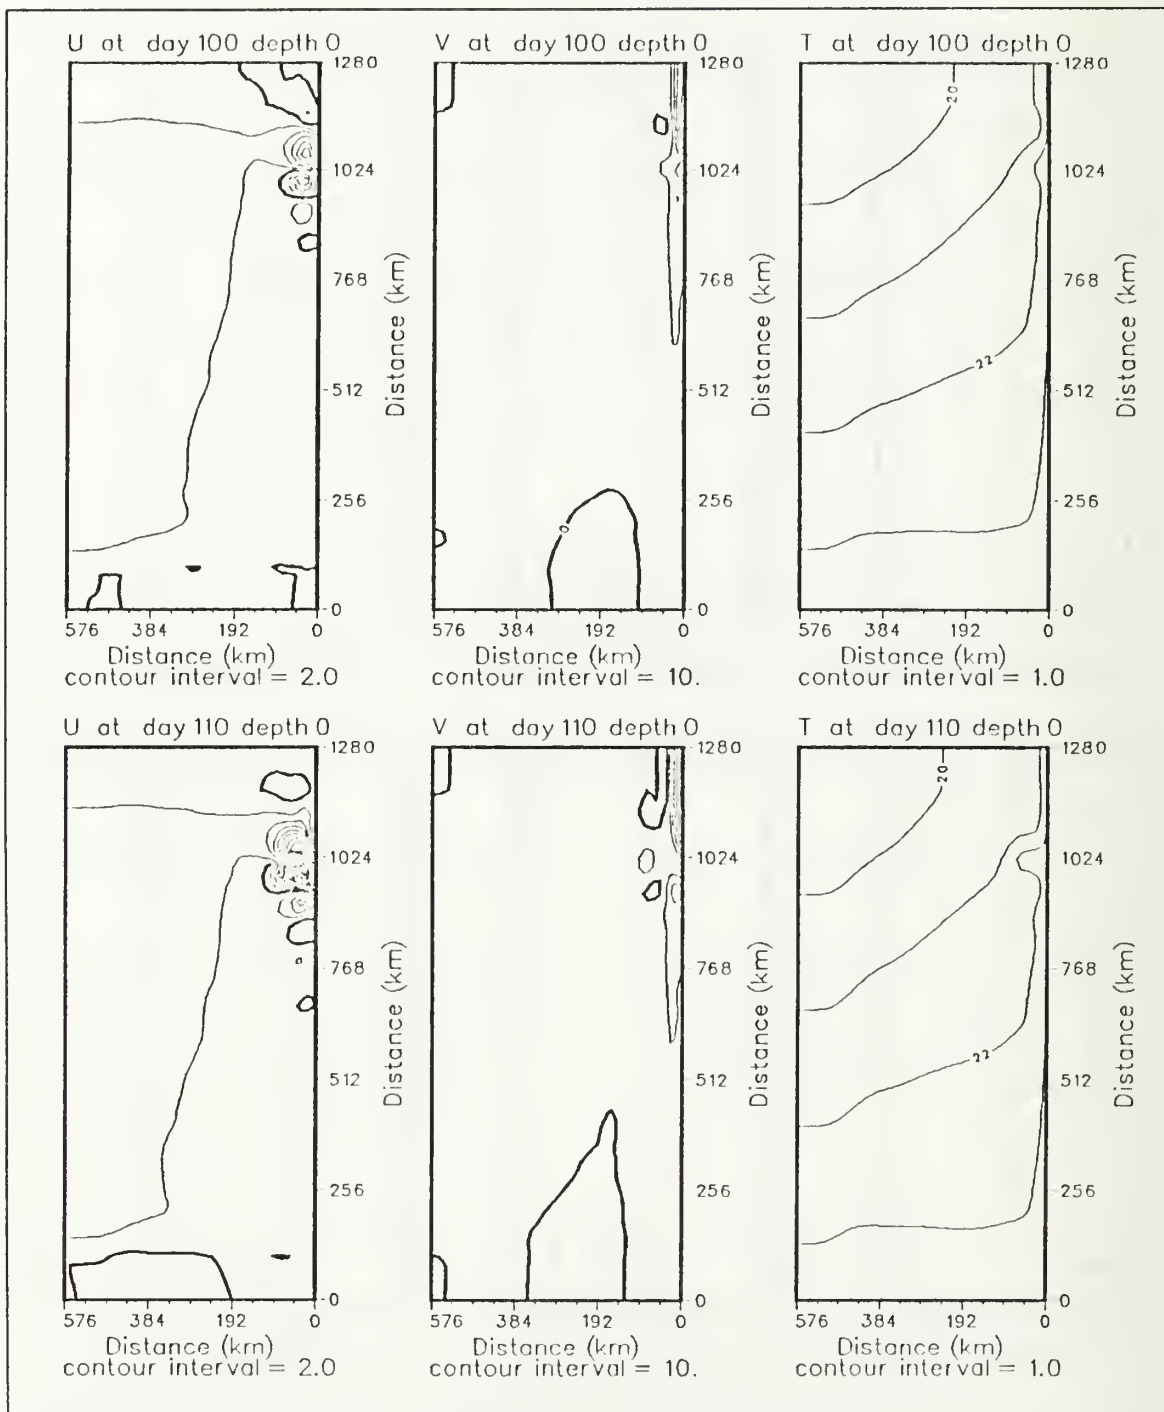 U at day 100 depth 0
1280
1024
768
512
256
0
Distance (km)
576 384 192 0
Distance (km)
contour interval = 2.0
V at day 100 depth 0
1280
1024
768
512
256
0
Distance (km)
0
576 384 192 0
Distance (km)
contour interval = 10.
T at day 100 depth 0
20
22
1280
1024
768
512
256
0
Distance (km)
576 384 192 0
Distance (km)
contour interval = 1.0
U at day 110 depth 0
1280
1024
768
512
256
0
Distance (km)
576 384 192 0
Distance (km)
contour interval = 2.0
V at day 110 depth 0
1280
1024
768
512
256
0
Distance (km)
576 384 192 0
Distance (km)
contour interval = 10.
T at day 110 depth 0
20
22
1280
1024
768
512
256
0
Distance (km)
576 384 192 0
Distance (km)
contour interval = 1.0